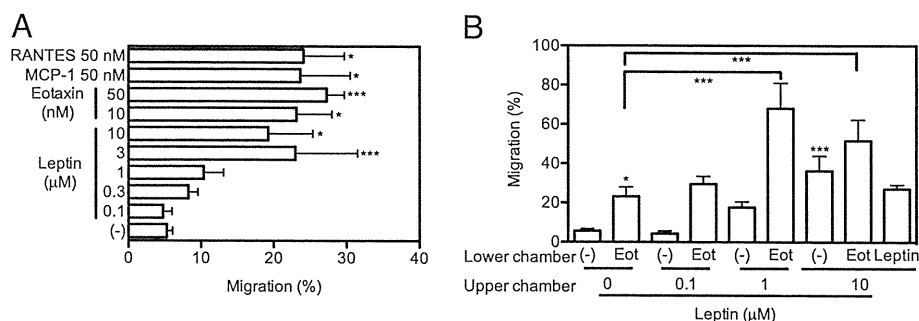 A
RANTES 50 nM *
MCP-1 50 nM *
Eotaxin (nM) 50 ***
10 *
Leptin (μM) 10 *
3 ***
1
0.3
0.1
(-)
0 10 20 30 40
Migration (%)
B
100
80
60
40
20
0
Migration (%)
***
***
* ***
Lower chamber (-) Eot (-) Eot (-) Eot (-) Eot Leptin
Upper chamber 0 0.1 1 10
Leptin (μM)